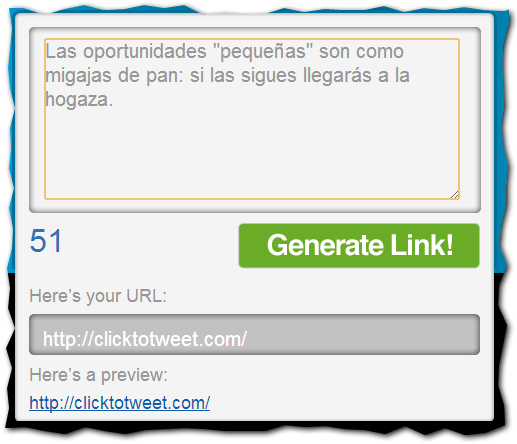 Las oportunidades "pequeñas" son como
migajas de pan: si las sigues llegarás a la
hogaza.
51
Generate Link!
Here's your URL:
http://clicktotweet.com/
Here's a preview:
http://clicktotweet.com/